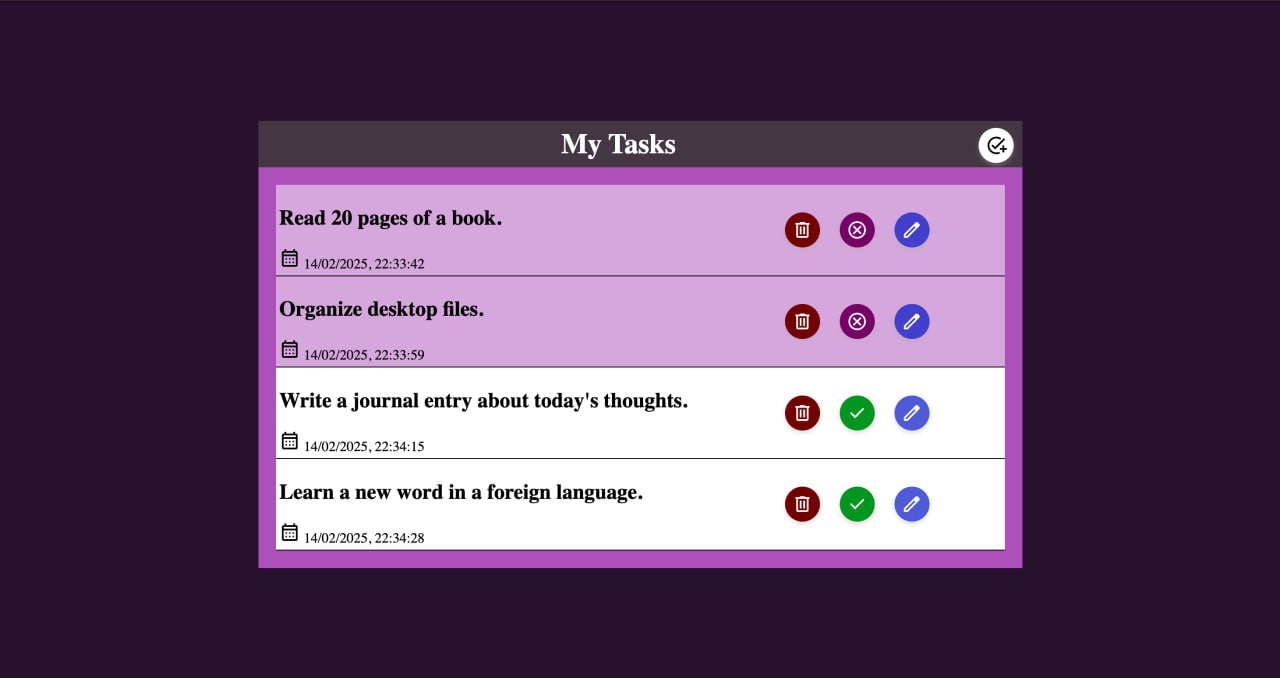 My Tasks
Read 20 pages of a book.
14/02/2025, 22:33:42
Organize desktop files.
14/02/2025, 22:33:59
Write a journal entry about today's thoughts.
14/02/2025, 22:34:15
Learn a new word in a foreign language.
14/02/2025, 22:34:28